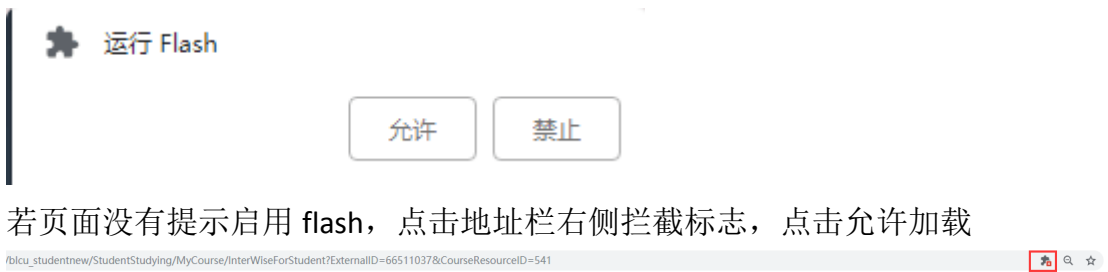 运行 Flash
允许
禁止
若页面没有提示启用 flash，点击地址栏右侧拦截标志，点击允许加载
/blcu_studentnew/StudentStudying/MyCourse/InterWiseForStudent?ExternalID=66511037&CourseResourceID=541